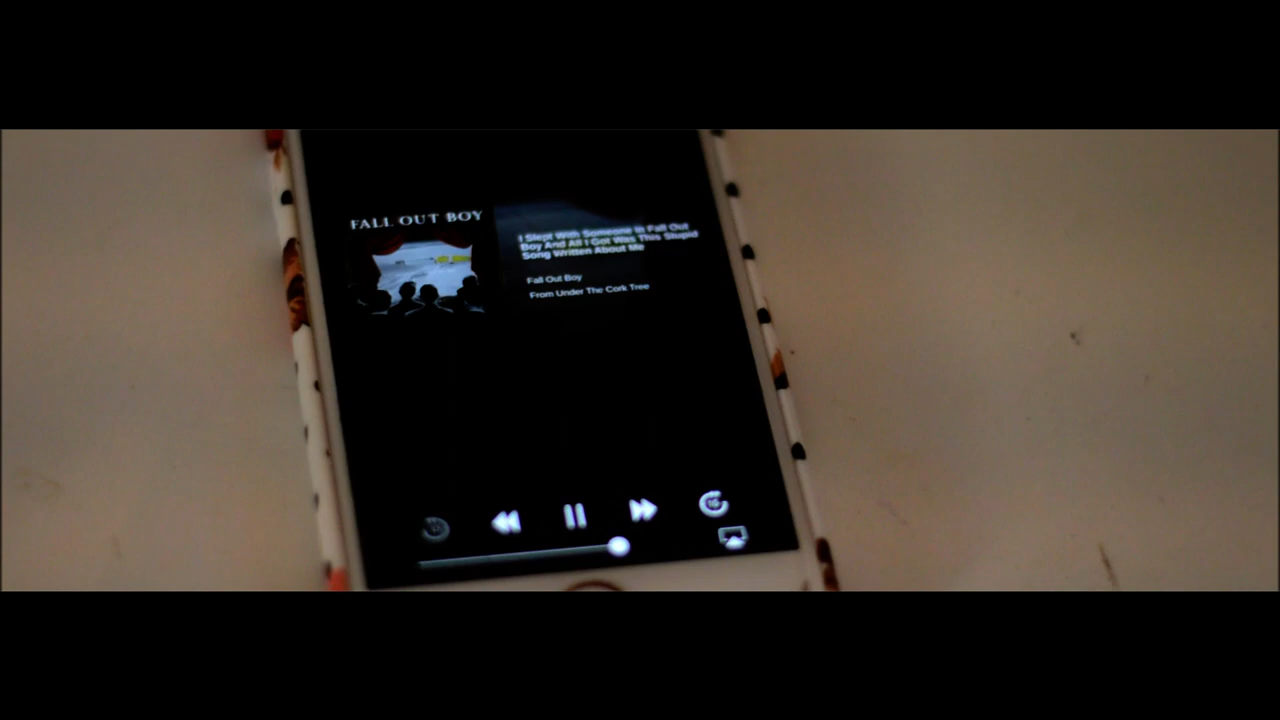 FALL OUT BOY
I Slept With Someone In Fall Out
Boy And All I Got Was This Stupid
Song Written About Me
Fall Out Boy
From Under The Cork Tree